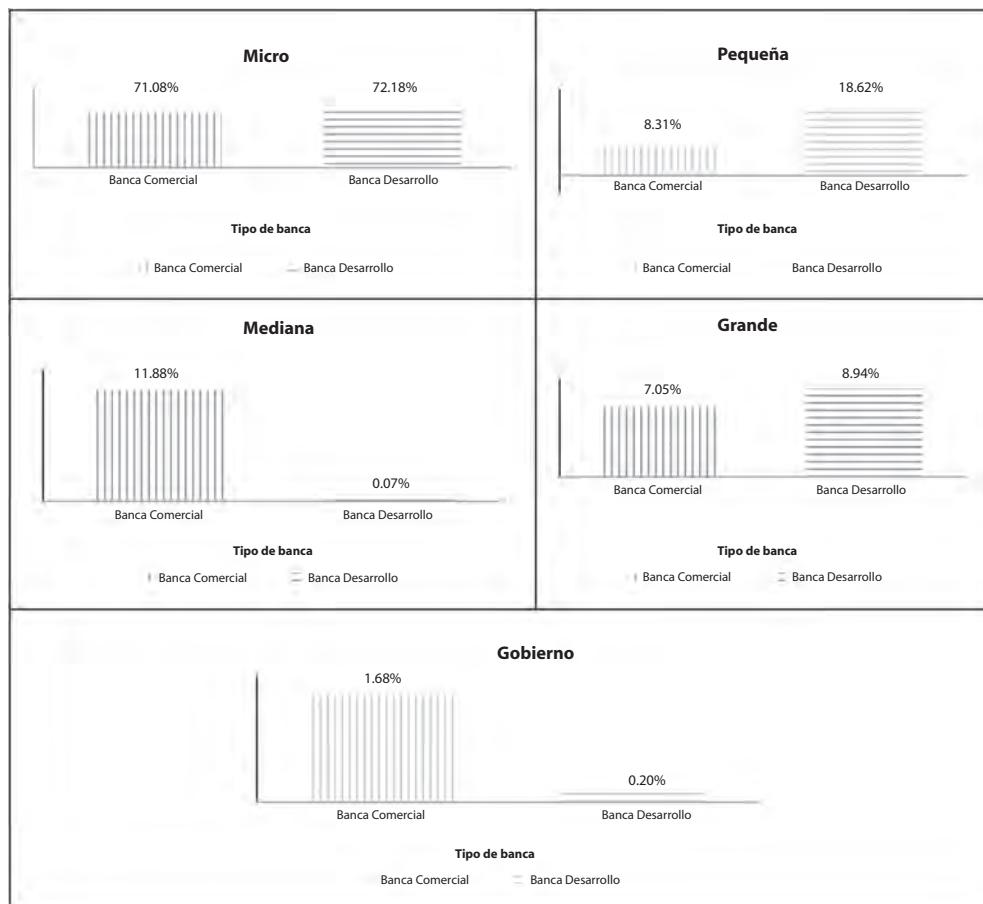 Micro
71.08% 72.18%
Banca Comercial Banca Desarrollo
Tipo de banca
Banca Comercial Banca Desarrollo
Pequeña
18.62%
8.31%
Banca Comercial Banca Desarrollo
Tipo de banca
Banca Comercial Banca Desarrollo
Mediana
11.88%
0.07%
Banca Comercial Banca Desarrollo
Tipo de banca
Banca Comercial Banca Desarrollo
Grande
8.94%
7.05%
Banca Comercial Banca Desarrollo
Tipo de banca
Banca Comercial Banca Desarrollo
Gobierno
1.68%
0.20%
Banca Comercial Banca Desarrollo
Tipo de banca
Banca Comercial Banca Desarrollo